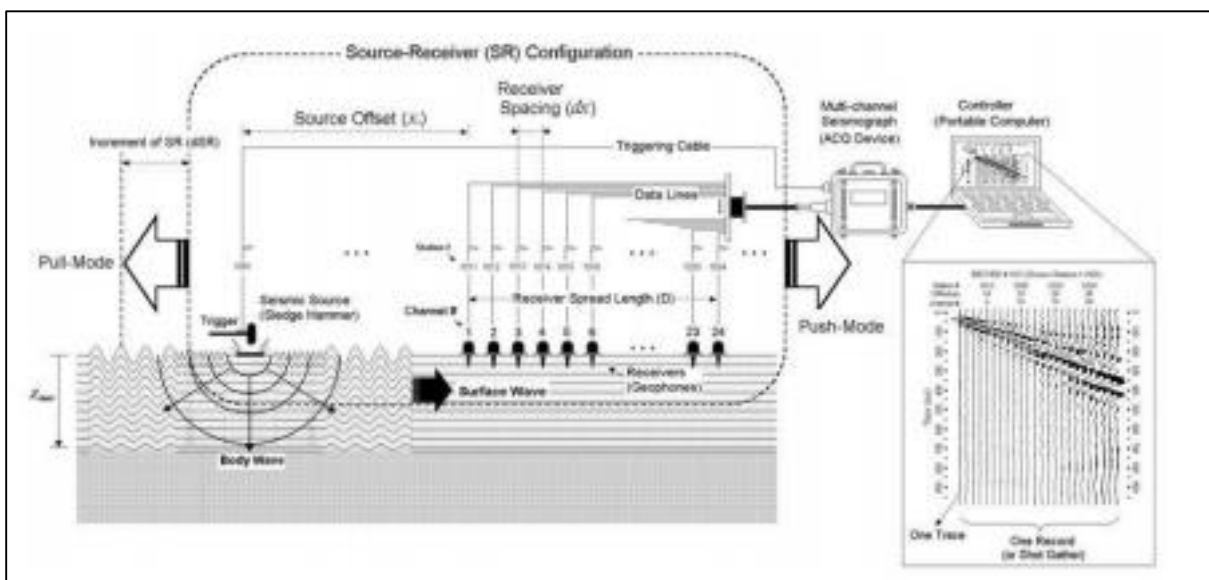 Source-Receiver (SR) Configuration
Receiver
Spacing (dx)
Source Offset (x₁)
Increment of SR (dSR)
Multi-channel
Seismograph
(ACQ Device)
Controller
(Portable Computer)
Triggering Cable
Data Lines
Pull-Mode
Push-Mode
Receiver Spread Length (D)
Seismic Source
(Sledge Hammer)
Trigger
Channel #
1 2 3 4 5 6 23 24
Receivers
(Geophones)
Surface Wave
Body Wave
One Trace
One Record
(or Shot Gather)